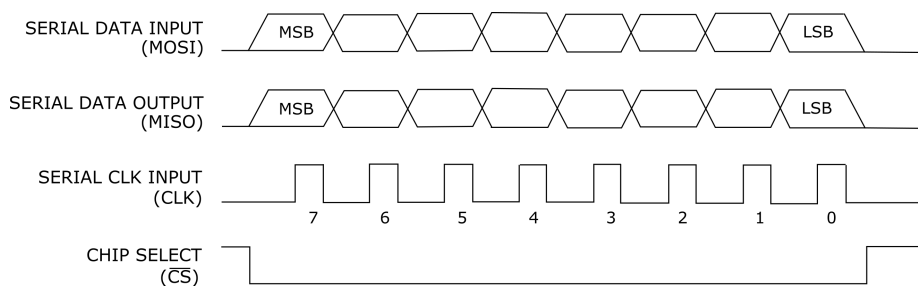 SERIAL DATA INPUT
(MOSI)
MSB
LSB
SERIAL DATA OUTPUT
(MISO)
MSB
LSB
SERIAL CLK INPUT
(CLK)
7 6 5 4 3 2 1 0
CHIP SELECT
(C̅S̅)